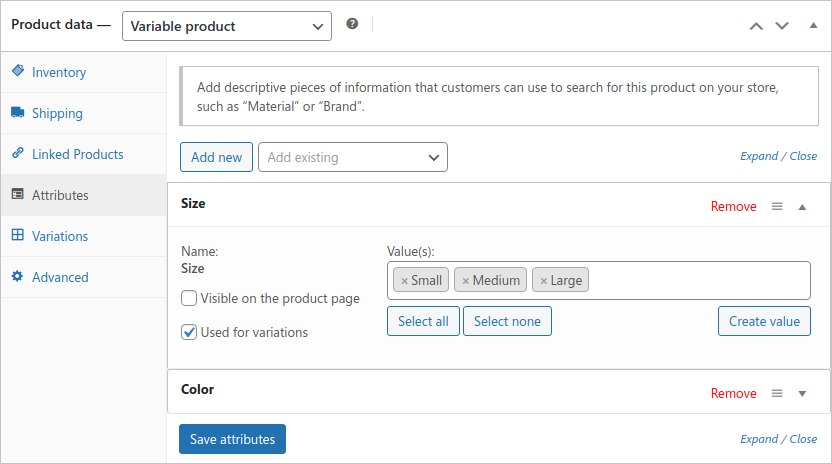 Product data — Variable product
Inventory
Shipping
Linked Products
Attributes
Variations
Advanced
Add descriptive pieces of information that customers can use to search for this product on your store,
such as “Material” or “Brand”.
Add new Add existing Expand / Close
Size Remove
Name:
Size
Visible on the product page
Used for variations
Value(s):
× Small × Medium × Large
Select all Select none Create value
Color Remove
Save attributes Expand / Close